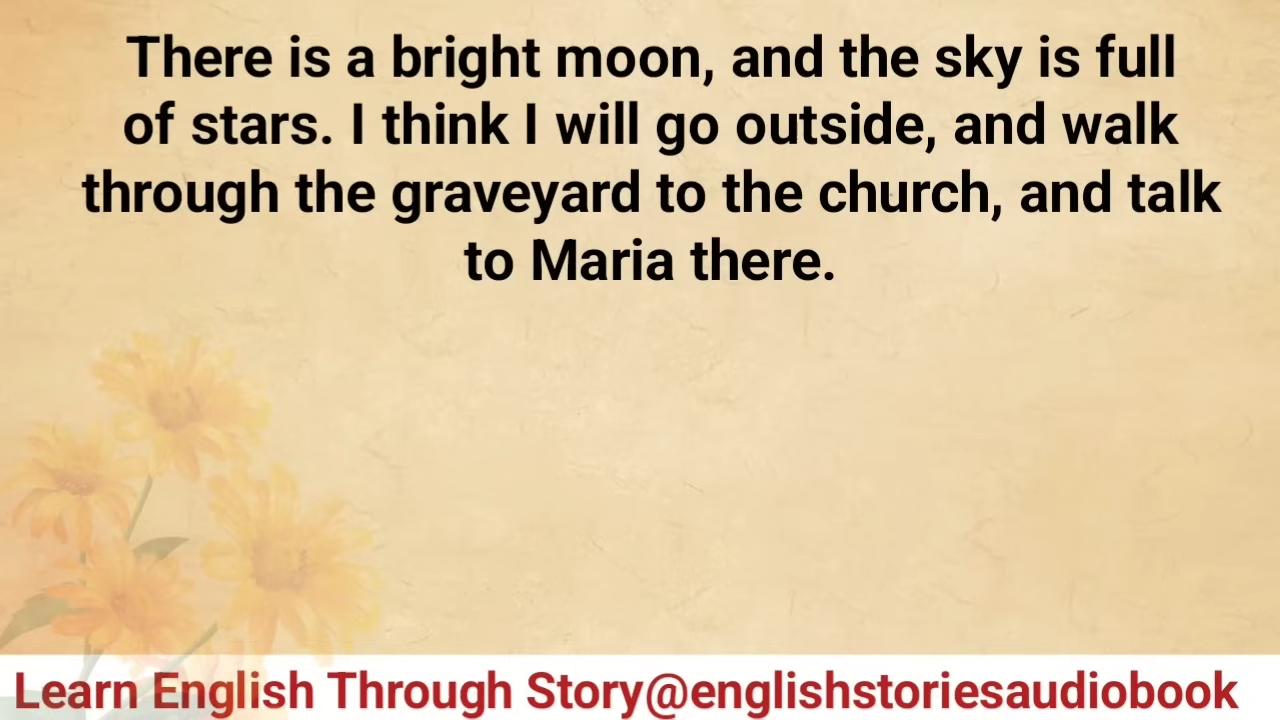 There is a bright moon, and the sky is full
of stars. I think I will go outside, and walk
through the graveyard to the church, and talk
to Maria there.
Learn English Through Story@englishstoriesaudiobook